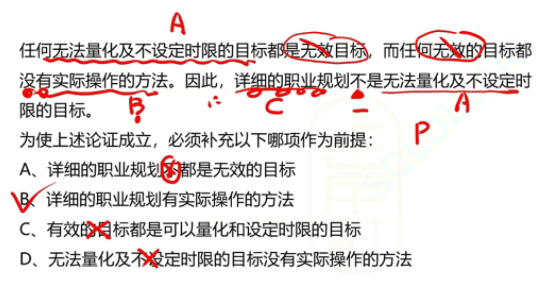 A
任何无法量化及不设定时限的目标都是无效目标，而任何无效的目标都
没有实际操作的方法。因此，详细的职业规划不是无法量化及不设定时
B ∴ C － A
限的目标。
P
为使上述论证成立，必须补充以下哪项作为前提：
A、详细的职业规划不都是无效的目标
B、详细的职业规划有实际操作的方法
C、有效的目标都是可以量化和设定时限的目标
D、无法量化及不设定时限的目标没有实际操作的方法